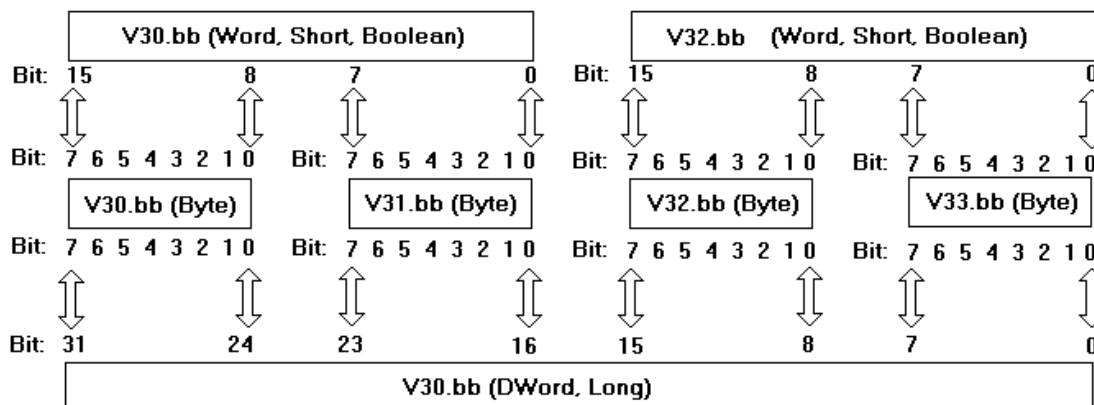 V30.bb (Word, Short, Boolean) V32.bb (Word, Short, Boolean)
Bit: 15 8 7 0 Bit: 15 8 7 0
Bit: 7 6 5 4 3 2 1 0 Bit: 7 6 5 4 3 2 1 0 Bit: 7 6 5 4 3 2 1 0 Bit: 7 6 5 4 3 2 1 0
V30.bb (Byte) V31.bb (Byte) V32.bb (Byte) V33.bb (Byte)
Bit: 7 6 5 4 3 2 1 0 Bit: 7 6 5 4 3 2 1 0 Bit: 7 6 5 4 3 2 1 0 Bit: 7 6 5 4 3 2 1 0
Bit: 31 24 23 16 15 8 7 0
V30.bb (DWord, Long)